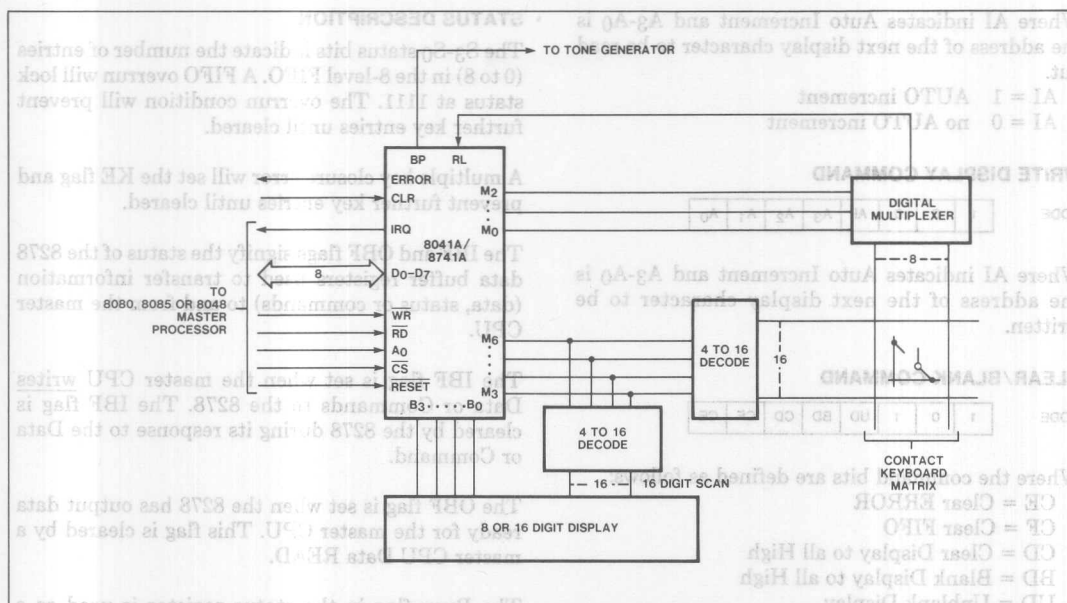 TO TONE GENERATOR
BP RL
ERROR
CLR
IRQ
8041A/
8741A
8
D0–D7
TO
8080, 8085 OR 8048
MASTER
PROCESSOR
WR
RD
A0
CS
RESET
M2
M0
M6
M3
B3 B0
DIGITAL
MULTIPLEXER
8
4 TO 16
DECODE
16
4 TO 16
DECODE
16 16 DIGIT SCAN
CONTACT
KEYBOARD
MATRIX
8 OR 16 DIGIT DISPLAY
Where AI indicates Auto Increment and A3-A0 is
the address of the next display character to be
AI = 1 AUTO increment
AI = 0 no AUTO increment
WRITE DISPLAY COMMAND
Where AI indicates Auto Increment and A3-A0 is
the address of the next display character to be
written.
CLEAR/BLANK COMMAND
Where the command bits are defined as follows:
CE = Clear ERROR
CF = Clear FIFO
CD = Clear Display to all High
BD = Blank Display to all High
UD = Unblank Display
STATUS DESCRIPTION
The S3-S0 status bits indicate the number of entries
(0 to 8) in the 8-level FIFO. A FIFO overrun will lock
status at 1111. The overrun condition will prevent
further key entries until cleared.
A multiple key closure error will set the KE flag and
prevent further key entries until cleared.
The IBF and OBF flags signify the status of the 8278
data buffer registers used to transfer information
(data, status or commands) to and from the master
CPU.
The IBF flag is set when the master CPU writes
Data or Commands to the 8278. The IBF flag is
cleared by the 8278 during its response to the Data
or Command.
The OBF flag is set when the 8278 has output data
ready for the master CPU. This flag is cleared by a
master CPU Data READ.